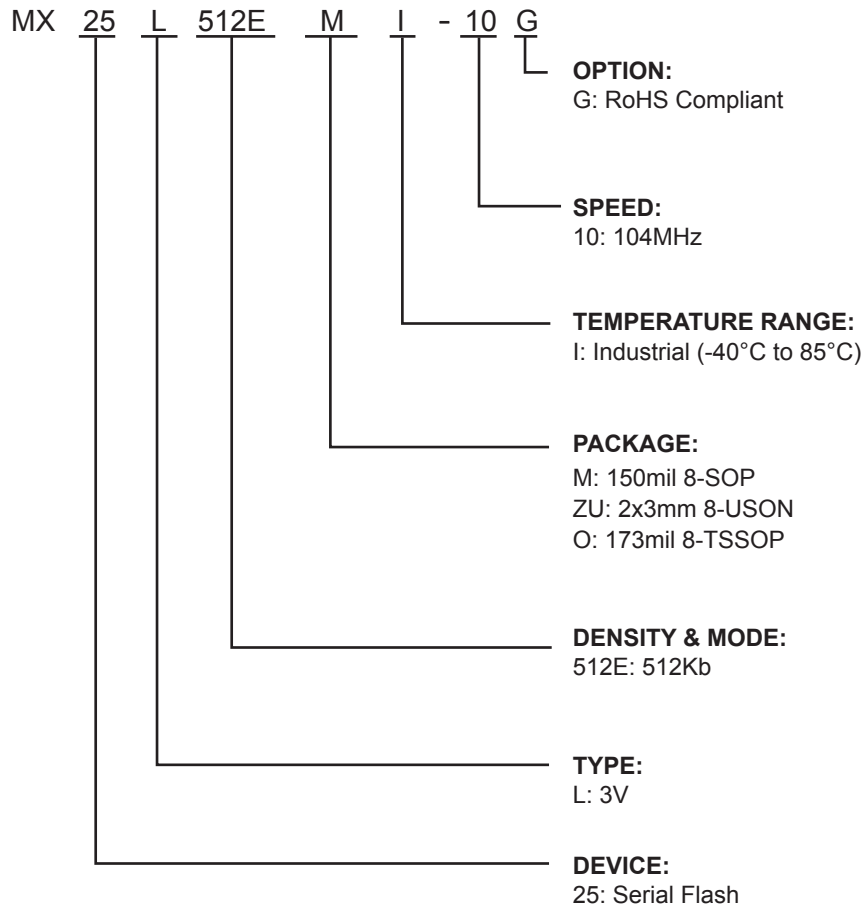 MX 25 L 512E M I - 10 G
OPTION:
G: RoHS Compliant
SPEED:
10: 104MHz
TEMPERATURE RANGE:
I: Industrial (-40°C to 85°C)
PACKAGE:
M: 150mil 8-SOP
ZU: 2x3mm 8-USON
O: 173mil 8-TSSOP
DENSITY & MODE:
512E: 512Kb
TYPE:
L: 3V
DEVICE:
25: Serial Flash